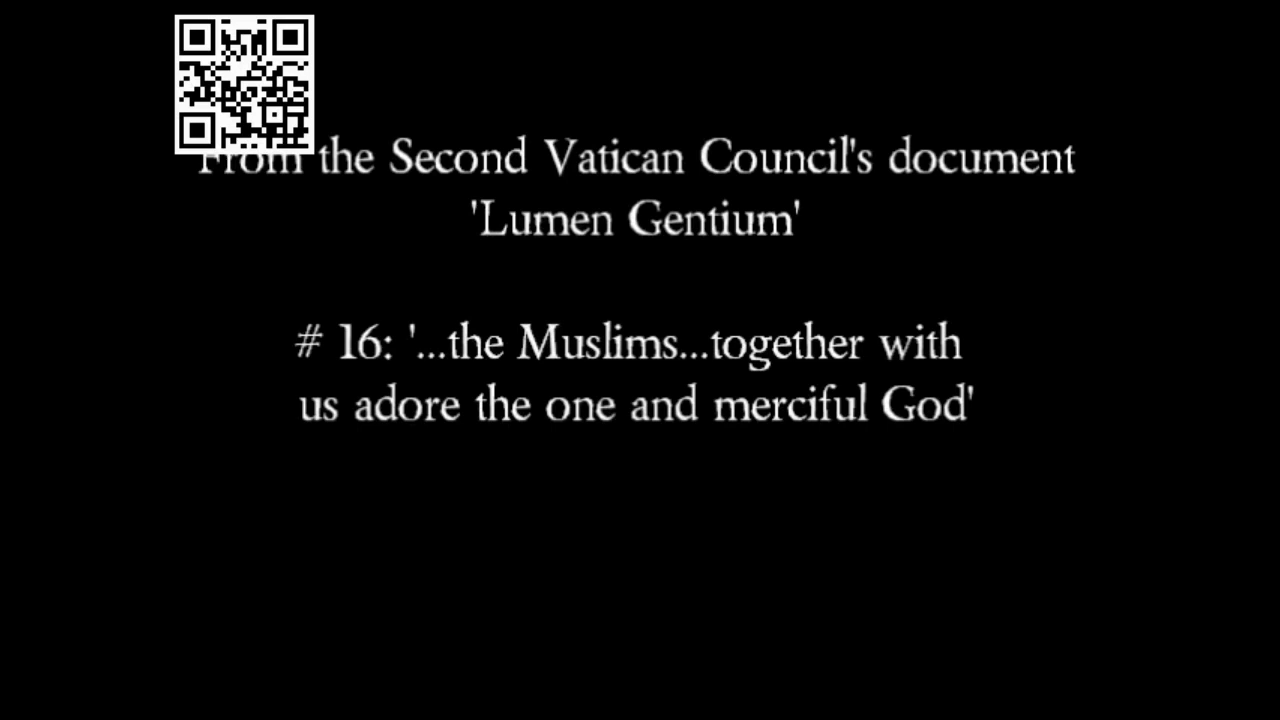 From the Second Vatican Council's document
'Lumen Gentium'
# 16: '...the Muslims...together with
us adore the one and merciful God'